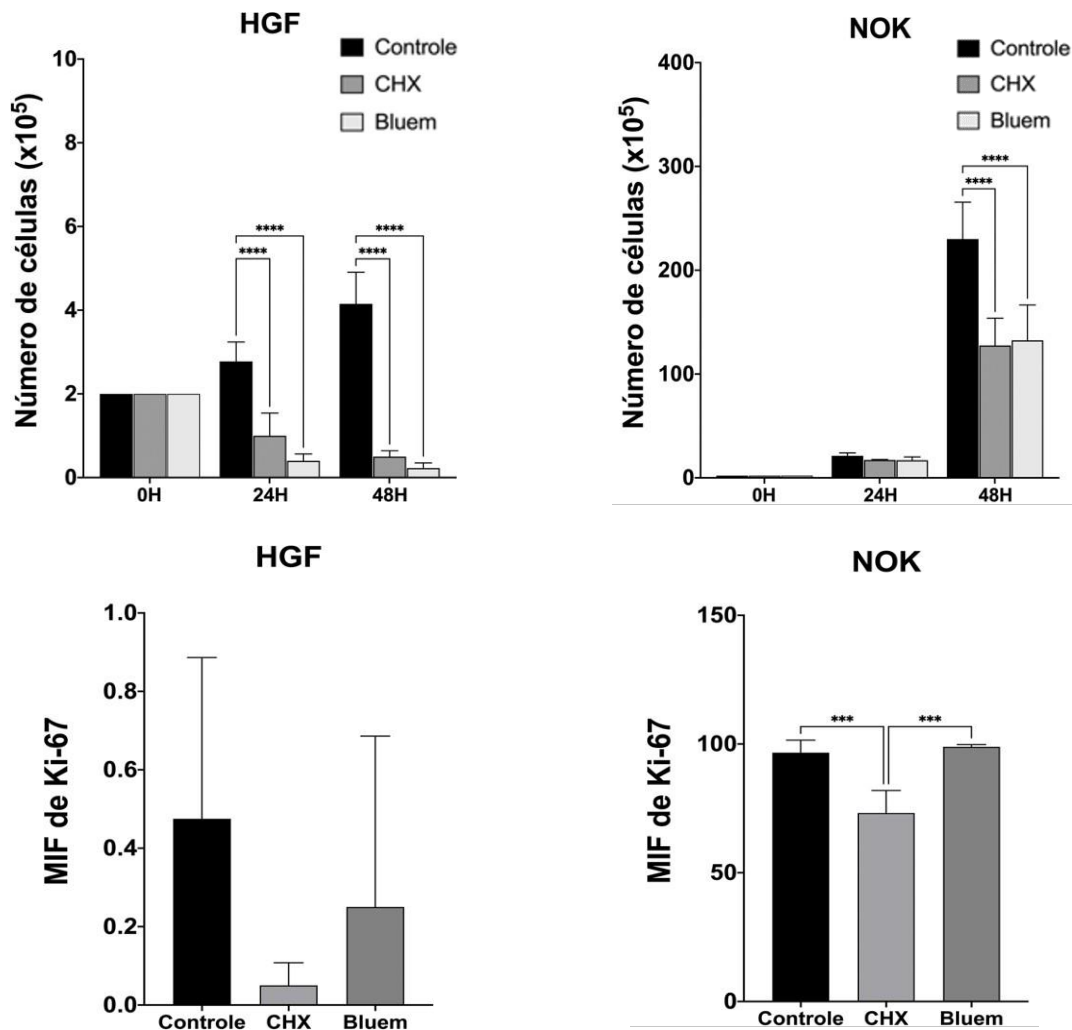 HGF
Controle
CHX
Bluem
Número de células (x10⁵)
10
8
6
4
2
0
****
****
****
****
0H
24H
48H
NOK
Controle
CHX
Bluem
Número de células (x10⁵)
400
300
200
100
0
****
****
0H
24H
48H
HGF
MIF de Ki-67
1.0
0.8
0.6
0.4
0.2
0.0
Controle
CHX
Bluem
NOK
MIF de Ki-67
150
100
50
0
***
***
Controle
CHX
Bluem